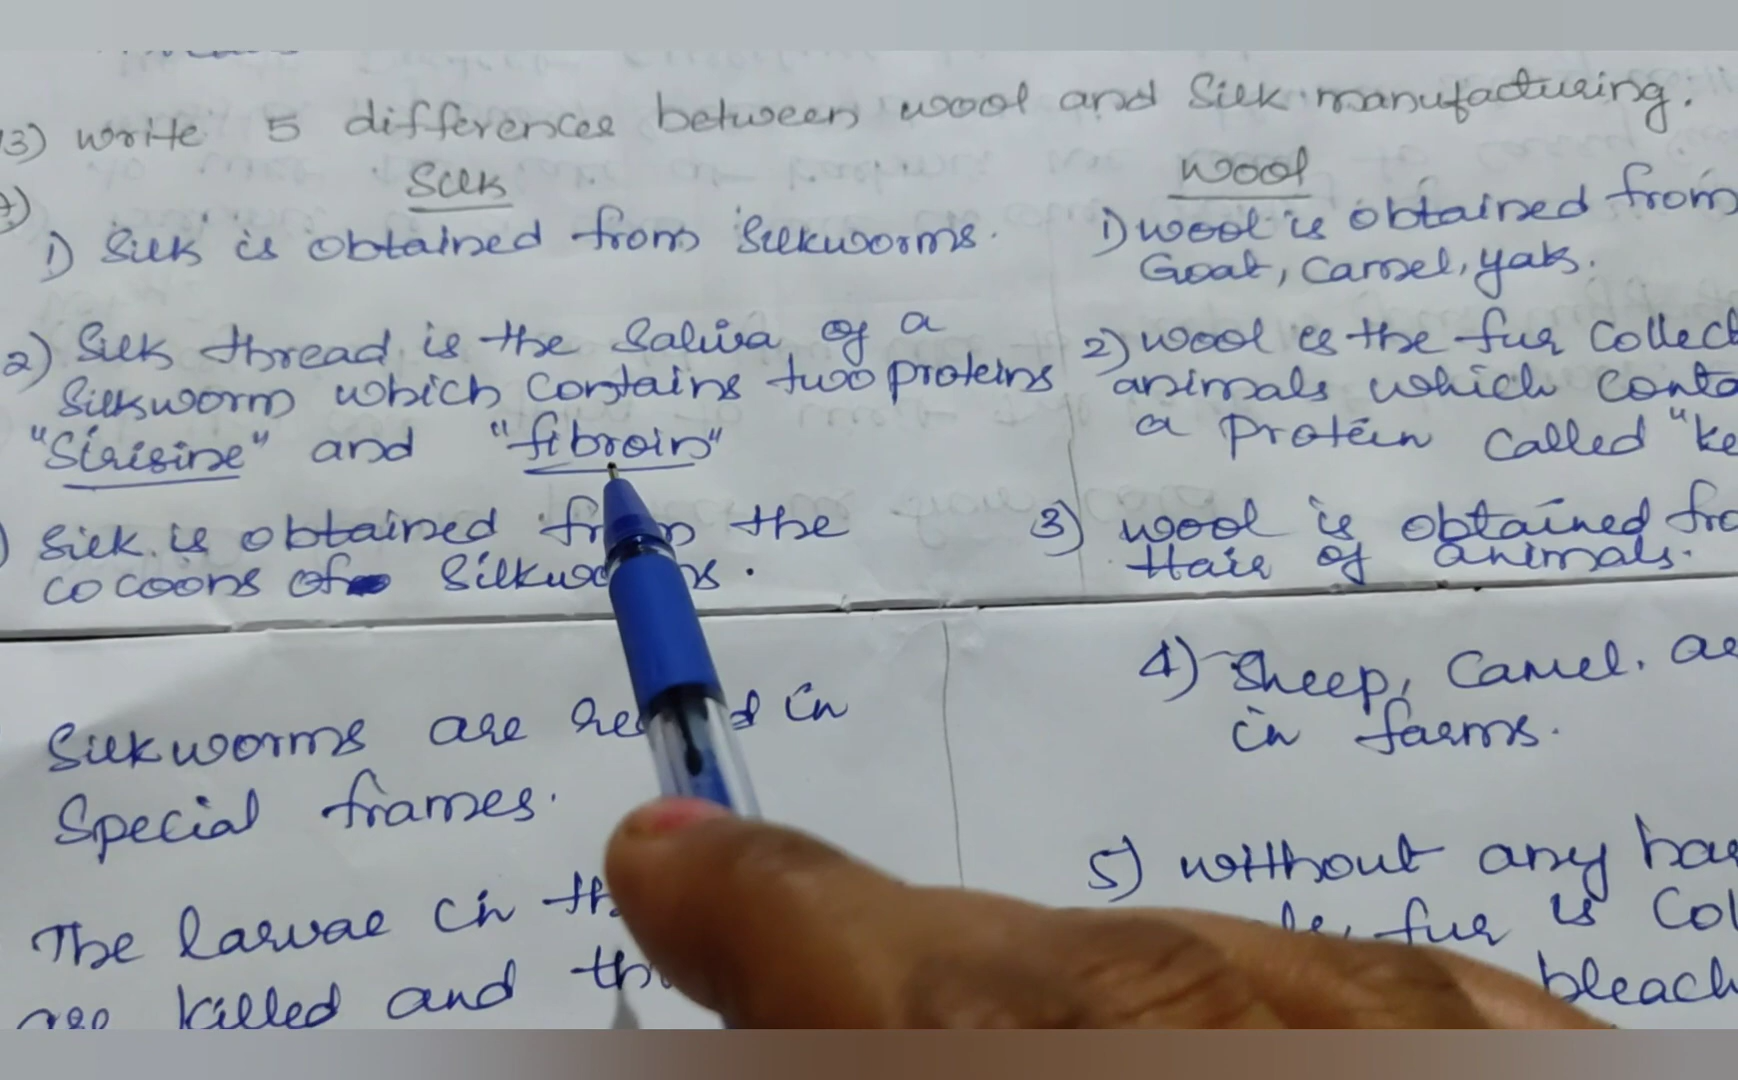 13) write 5 differences between wool and silk manufacturing.
Silk
1) Silk is obtained from Silkworms.
2) Silk thread is the Saliva of a
Silkworm which contains two proteins
"Sirisine" and "fibroin"
Silk is obtained from the
cocoons of Silkworms.
Silkworms are in
Special frames.
The larvae in
are killed and
Wool
1) wool is obtained from
Goat, Camel, yak.
2) wool is the fur collect
animals which conta
a Protein called "ke
3) wool is obtained fro
Hair of animals.
4) Sheep, Camel. ae
in farms.
5) without any ha
fur is Col
bleach